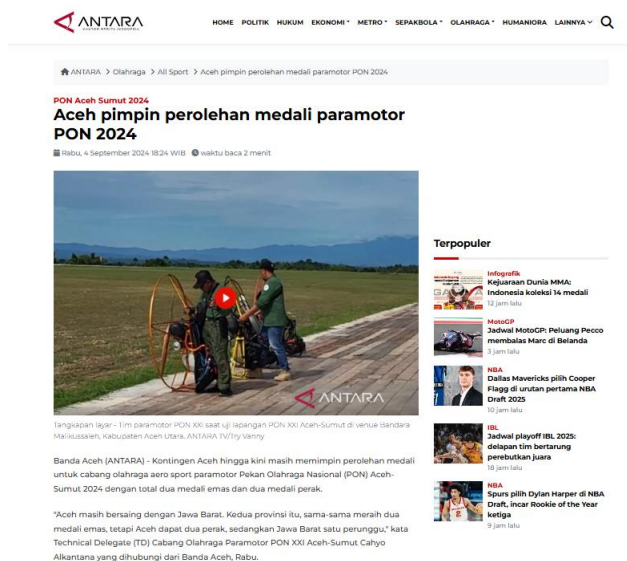 ANTARA
KANTOR BERITA INDONESIA
HOME POLITIK HUKUM EKONOMI METRO SEPAKBOLA OLAHRAGA HUMANIORA LAINNYA
ANTARA > Olahraga > All Sport > Aceh pimpin perolehan medali paramotor PON 2024
PON Aceh Sumut 2024
Aceh pimpin perolehan medali paramotor
PON 2024
Rabu, 4 September 2024 18:24 WIB waktu baca 2 menit
ANTARA
Tangkapan layar - Tim paramotor PON XXI saat uji lapangan PON XXI Aceh-Sumut di venue Bandara
Malikussaleh, Kabupaten Aceh Utara. ANTARA TV/Try Vanny
Banda Aceh (ANTARA) - Kontingen Aceh hingga kini masih memimpin perolehan medali
untuk cabang olahraga aero sport paramotor Pekan Olahraga Nasional (PON) Aceh-
Sumut 2024 dengan total dua medali emas dan dua medali perak.
"Aceh masih bersaing dengan Jawa Barat. Kedua provinsi itu, sama-sama meraih dua
medali emas, tetapi Aceh dapat dua perak, sedangkan Jawa Barat satu perunggu," kata
Technical Delegate (TD) Cabang Olahraga Paramotor PON XXI Aceh-Sumut Cahyo
Alkantana yang dihubungi dari Banda Aceh, Rabu.
Terpopuler
Infografik
Kejuaraan Dunia MMA:
Indonesia koleksi 14 medali
12 jam lalu
MotoGP
Jadwal MotoGP: Peluang Pecco
membalas Marc di Belanda
3 jam lalu
NBA
Dallas Mavericks pilih Cooper
Flagg di urutan pertama NBA
Draft 2025
10 jam lalu
IBL
Jadwal playoff IBL 2025:
delapan tim bertarung
perebutkan juara
18 jam lalu
NBA
Spurs pilih Dylan Harper di NBA
Draft, incar Rookie of the Year
ketiga
9 jam lalu